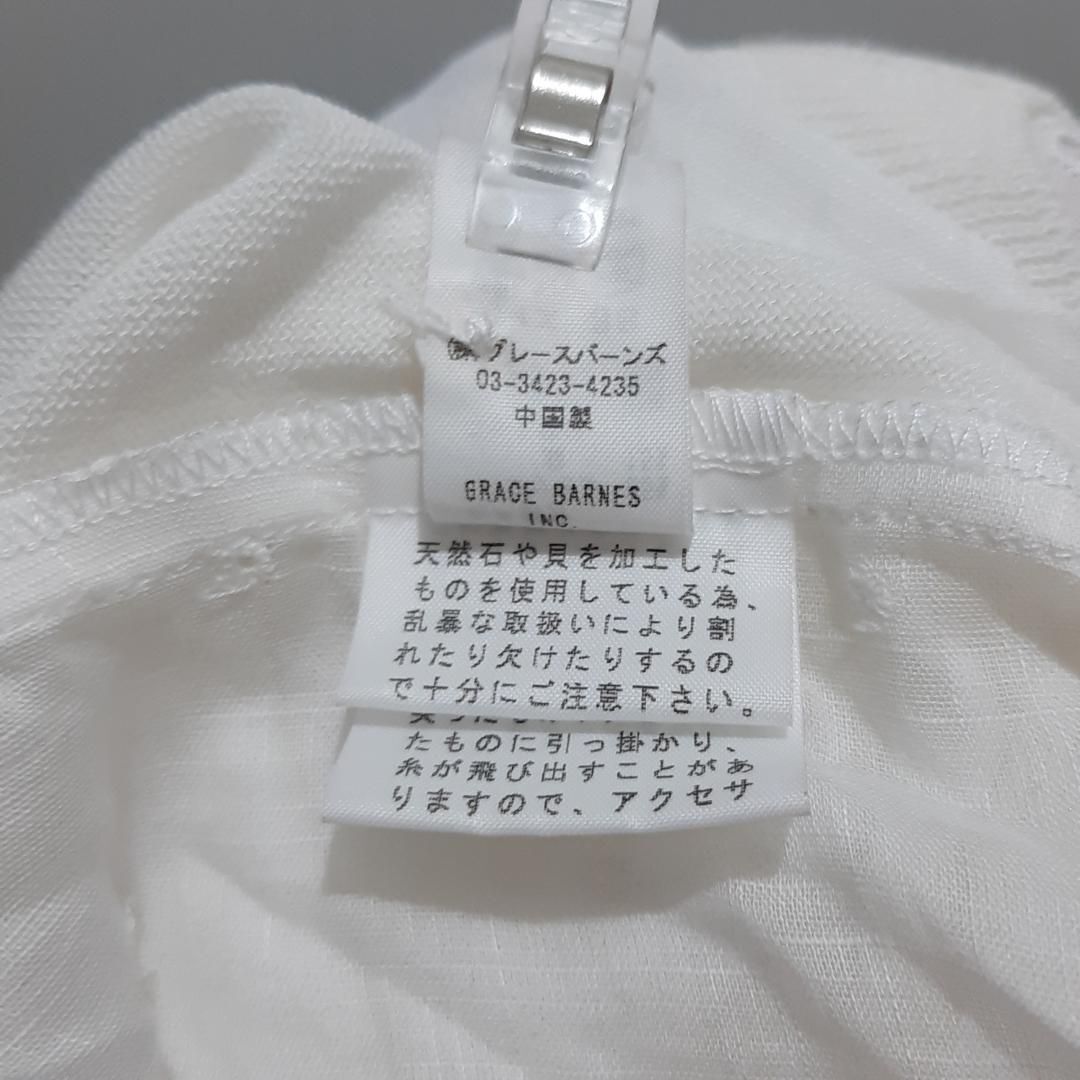 ㈱グレースバーンズ
03-3423-4235
中国製
GRACE BARNES
INC.
天然石や貝を加工した
ものを使用している為、
乱暴な取扱いにより割
れたり欠けたりするの
で十分にご注意下さい。
たものに引っ掛かり、
糸が飛び出すことがあ
りますので、アクセサ